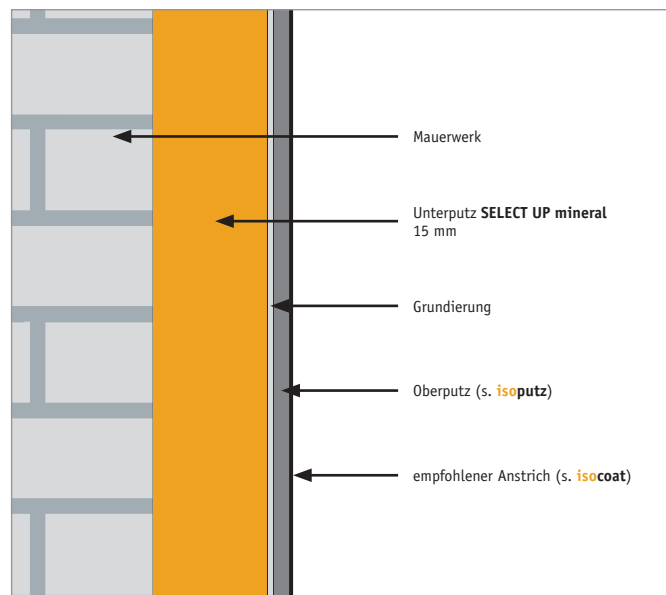 Mauerwerk
Unterputz SELECT UP mineral
15 mm
Grundierung
Oberputz (s. isoputz)
empfohlener Anstrich (s. isocoat)